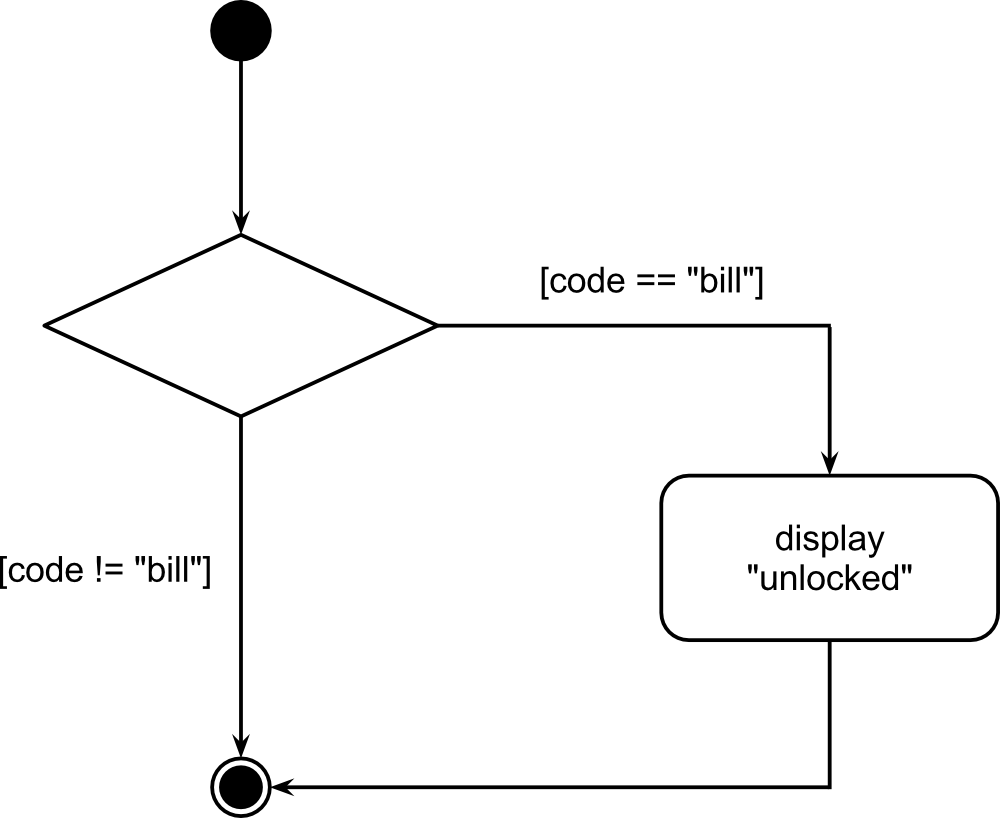 [code == "bill"]
display
"unlocked"
[code != "bill"]